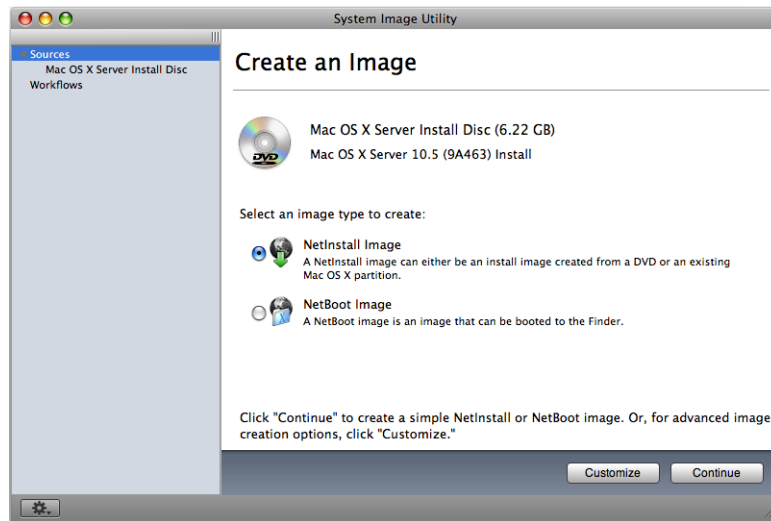 System Image Utility
Sources
Mac OS X Server Install Disc
Workflows
Create an Image
Mac OS X Server Install Disc (6.22 GB)
Mac OS X Server 10.5 (9A463) Install
DVD
Select an image type to create:
NetInstall Image
A NetInstall image can either be an install image created from a DVD or an existing
Mac OS X partition.
NetBoot Image
A NetBoot image is an image that can be booted to the Finder.
Click "Continue" to create a simple NetInstall or NetBoot image. Or, for advanced image
creation options, click "Customize."
Customize
Continue